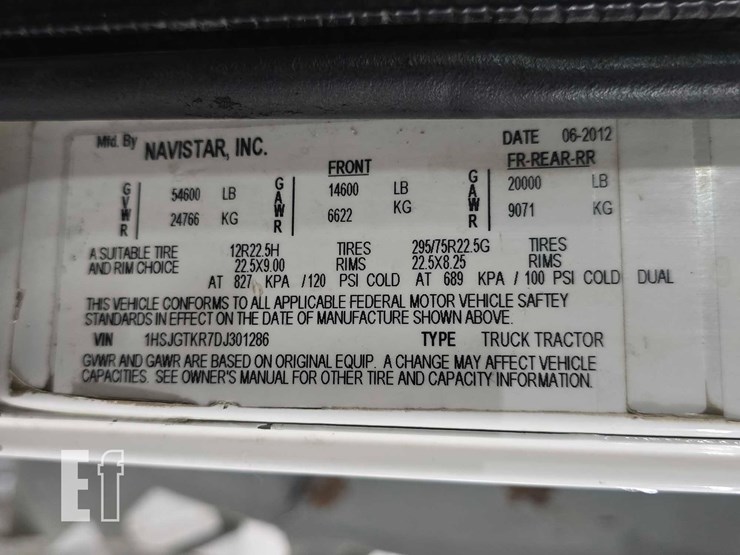 Mfd. By NAVISTAR, INC. DATE 06-2012
FRONT FR-REAR-RR
GVWR 54600 LB GAWR 14600 LB GAWR 20000 LB
24766 KG 6622 KG 9071 KG
A SUITABLE TIRE 12R22.5H TIRES 295/75R22.5G TIRES
AND RIM CHOICE 22.5X9.00 RIMS 22.5X8.25 RIMS
AT 827 KPA /120 PSI COLD AT 689 KPA / 100 PSI COLD DUAL
THIS VEHICLE CONFORMS TO ALL APPLICABLE FEDERAL MOTOR VEHICLE SAFTEY
STANDARDS IN EFFECT ON THE DATE OF MANUFACTURE SHOWN ABOVE.
VIN 1HSJGTKR7DJ301286 TYPE TRUCK TRACTOR
GVWR AND GAWR ARE BASED ON ORIGINAL EQUIP. A CHANGE MAY AFFECT VEHICLE
CAPACITIES. SEE OWNER'S MANUAL FOR OTHER TIRE AND CAPACITY INFORMATION.
Ef